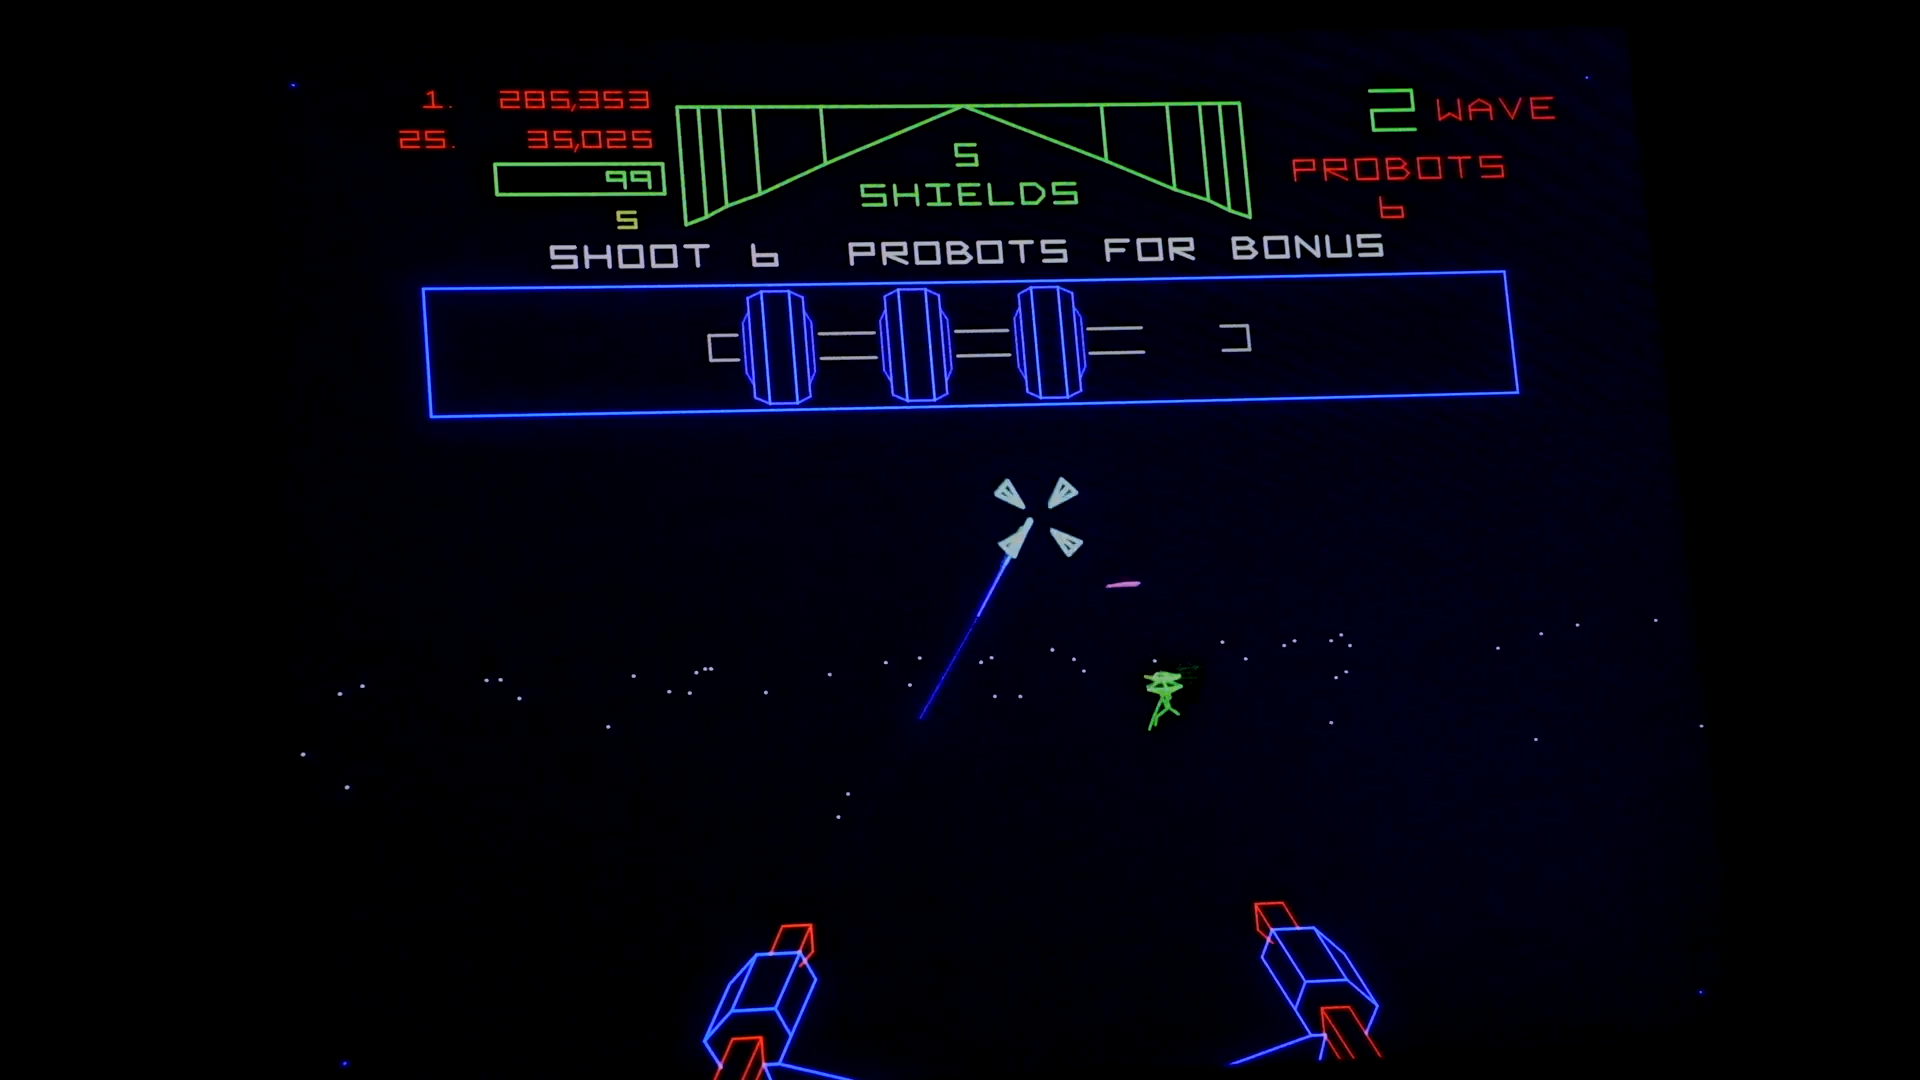 1. 285,353
25. 35,025
99
5
5
SHIELDS
2 WAVE
PROBOTS
6
SHOOT 6 PROBOTS FOR BONUS